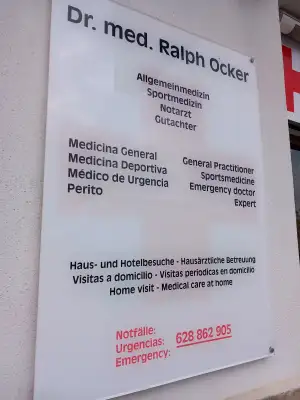 Dr. med. Ralph Ocker
Allgemeinmedizin
Sportmedizin
Notarzt
Gutachter
Medicina General
Medicina Deportiva
Médico de Urgencia
Perito
General Practitioner
Sportsmedicine
Emergency doctor
Expert
Haus- und Hotelbesuche - Hausärztliche Betreuung
Visitas a domicilio - Visitas periodicas en domicilio
Home visit - Medical care at home
Notfälle:
Urgencias: 628 862 905
Emergency: